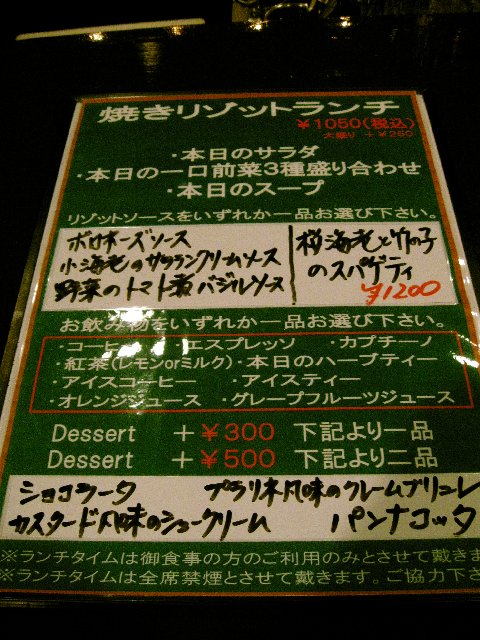 焼きリゾットランチ
￥1050(税込)
大盛り ＋￥250
・本日のサラダ
・本日の一口前菜3種盛り合わせ
・本日のスープ
リゾットソースをいずれか一品お選び下さい。
ボロネーズソース
小海老のサフランクリームソース
野菜のトマト煮バジルソース
桜海老と竹の子
のスパゲティ
¥1200
お飲み物をいずれか一品お選び下さい。
・コーヒー ・エスプレッソ ・カプチーノ
・紅茶(レモンorミルク)・本日のハーブティー
・アイスコーヒー ・アイスティー
・オレンジジュース ・グレープフルーツジュース
Dessert ＋￥300 下記より一品
Dessert ＋￥500 下記より二品
ショコラータ プラリネ風味のクレームブリュレ
カスタード風味のシュークリーム パンナコッタ
※ランチタイムは御食事の方のご利用のみとさせて戴きま
※ランチタイムは全席禁煙とさせて戴きます。ご協力下さ